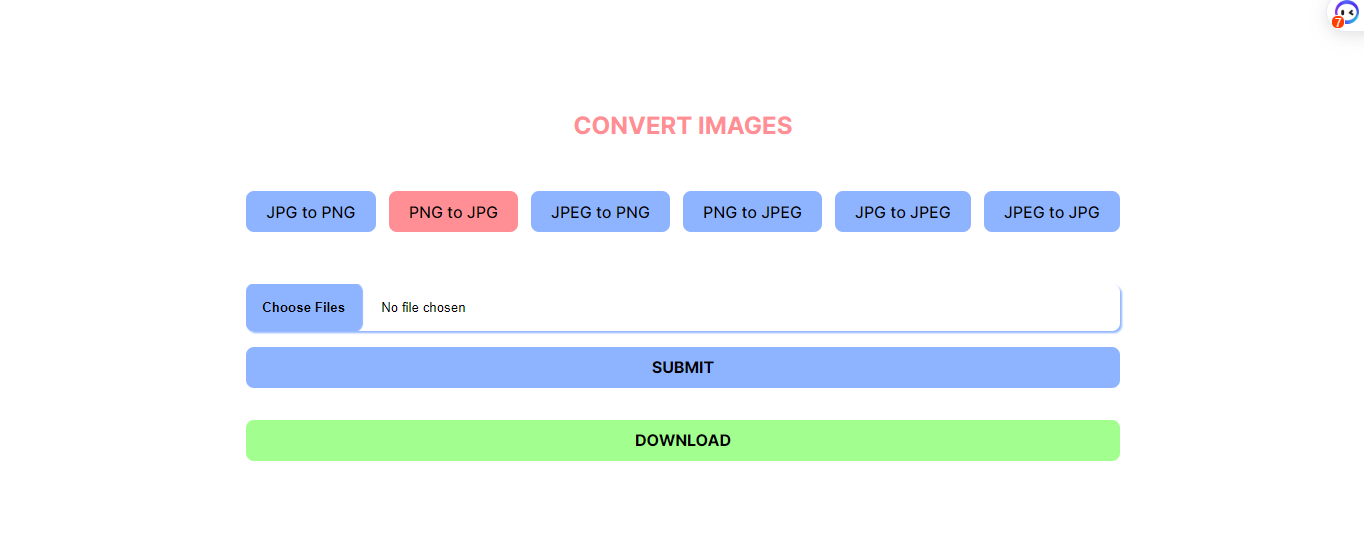 7
CONVERT IMAGES
JPG to PNG PNG to JPG JPEG to PNG PNG to JPEG JPG to JPEG JPEG to JPG
Choose Files No file chosen
SUBMIT
DOWNLOAD